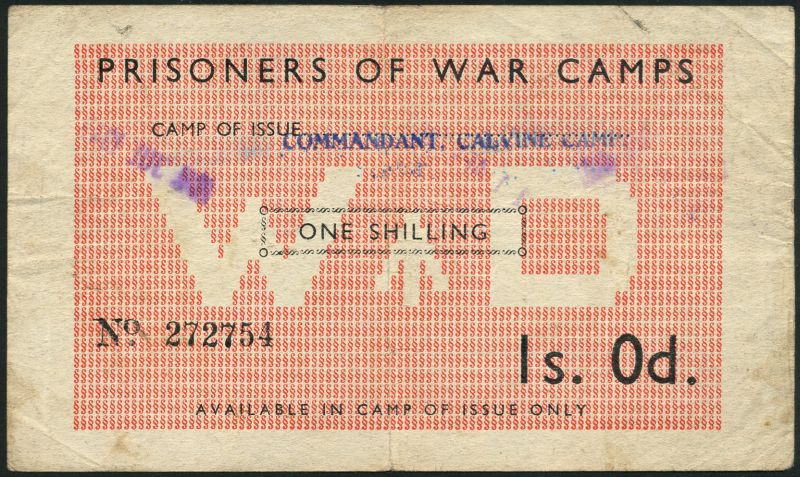 PRISONERS OF WAR CAMPS
CAMP OF ISSUE
COMMANDANT, CALVINE CAMP.
W D
ONE SHILLING
No. 272754
1s. 0d.
AVAILABLE IN CAMP OF ISSUE ONLY